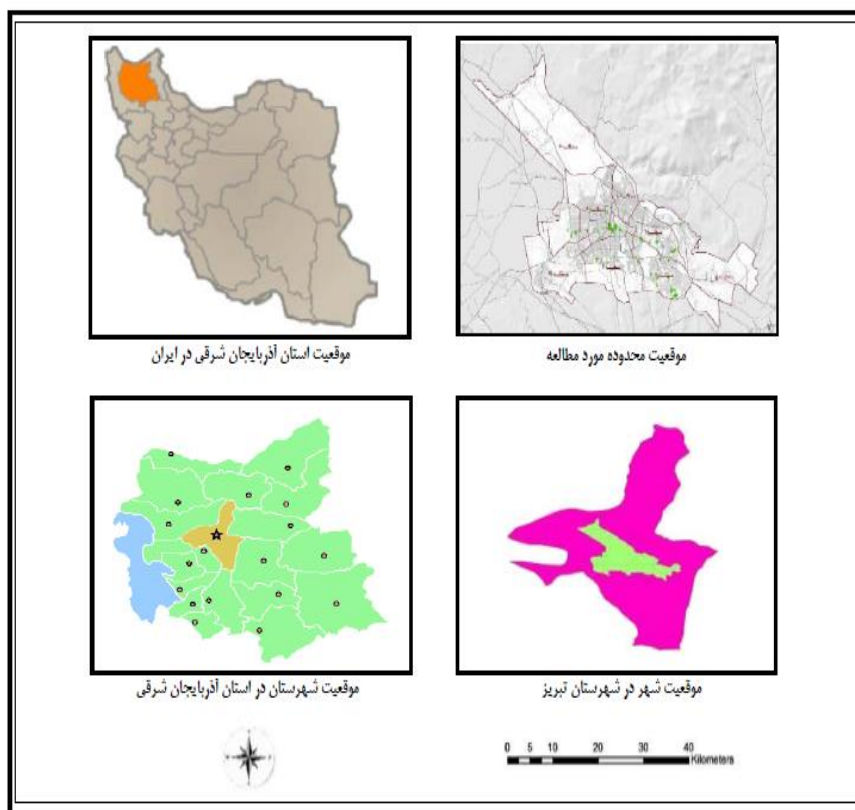 موقعیت استان آذربایجان شرقی در ایران
موقعیت محدوده مورد مطالعه
موقعیت شهرستان در استان آذربایجان شرقی
موقعیت شهر در شهرستان تبریز
0 5 10 20 30 40
Kilometers